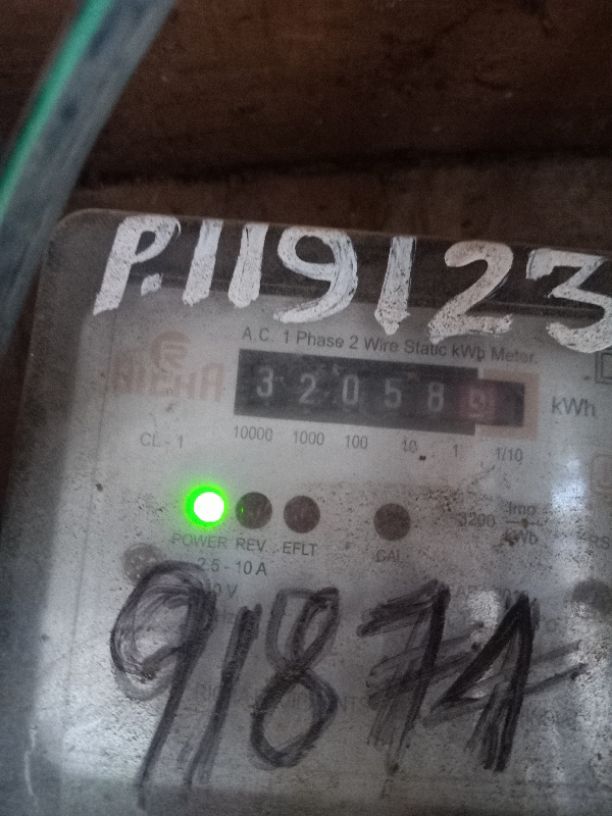 P.119123
A.C. 1 Phase 2 Wire Static kWh Meter.
32058
kWh
CL - 1
10000 1000 100 10 1 1/10
3200 Imp
kWh
POWER REV EFLT CAL
2.5 - 10 A
91874